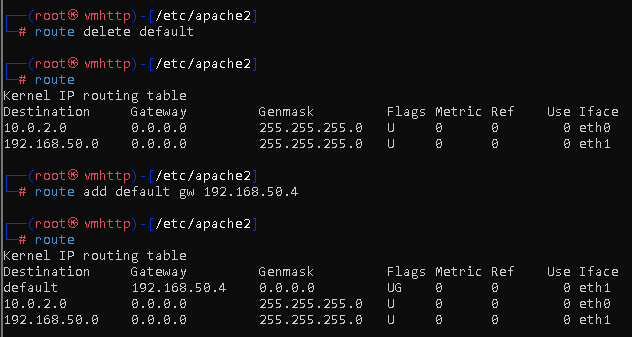 ┌──(root㉿vmhttp)-[/etc/apache2]
└─# route delete default
┌──(root㉿vmhttp)-[/etc/apache2]
└─# route
Kernel IP routing table
Destination     Gateway         Genmask         Flags Metric Ref    Use Iface
10.0.2.0        0.0.0.0         255.255.255.0   U     0      0        0 eth0
192.168.50.0    0.0.0.0         255.255.255.0   U     0      0        0 eth1
┌──(root㉿vmhttp)-[/etc/apache2]
└─# route add default gw 192.168.50.4
┌──(root㉿vmhttp)-[/etc/apache2]
└─# route
Kernel IP routing table
Destination     Gateway         Genmask         Flags Metric Ref    Use Iface
default         192.168.50.4    0.0.0.0         UG    0      0        0 eth1
10.0.2.0        0.0.0.0         255.255.255.0   U     0      0        0 eth0
192.168.50.0    0.0.0.0         255.255.255.0   U     0      0        0 eth1